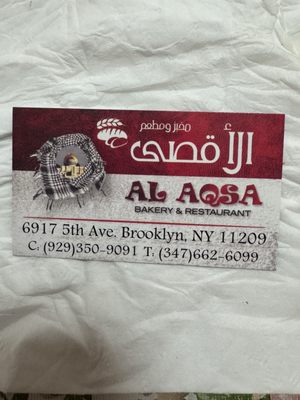 مخبز ومطعم
الأقصى
AL AQSA
BAKERY & RESTAURANT
6917 5th Ave. Brooklyn, NY 11209
C. (929)350-9091 T. (347)662-6099